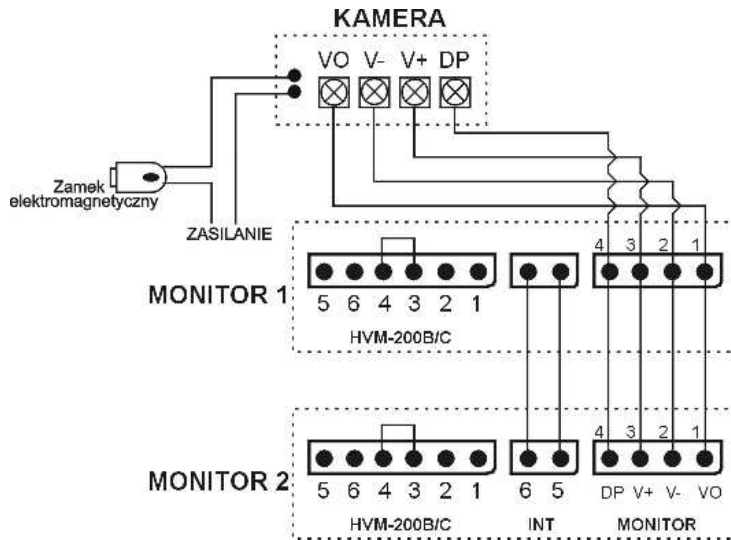 KAMERA
VO V- V+ DP
Zamek
elektromagnetyczny
ZASILANIE
4 3 2 1
MONITOR 1
5 6 4 3 2 1
HVM-200B/C
4 3 2 1
MONITOR 2
5 6 4 3 2 1
6 5
DP V+ V- VO
HVM-200B/C
INT
MONITOR